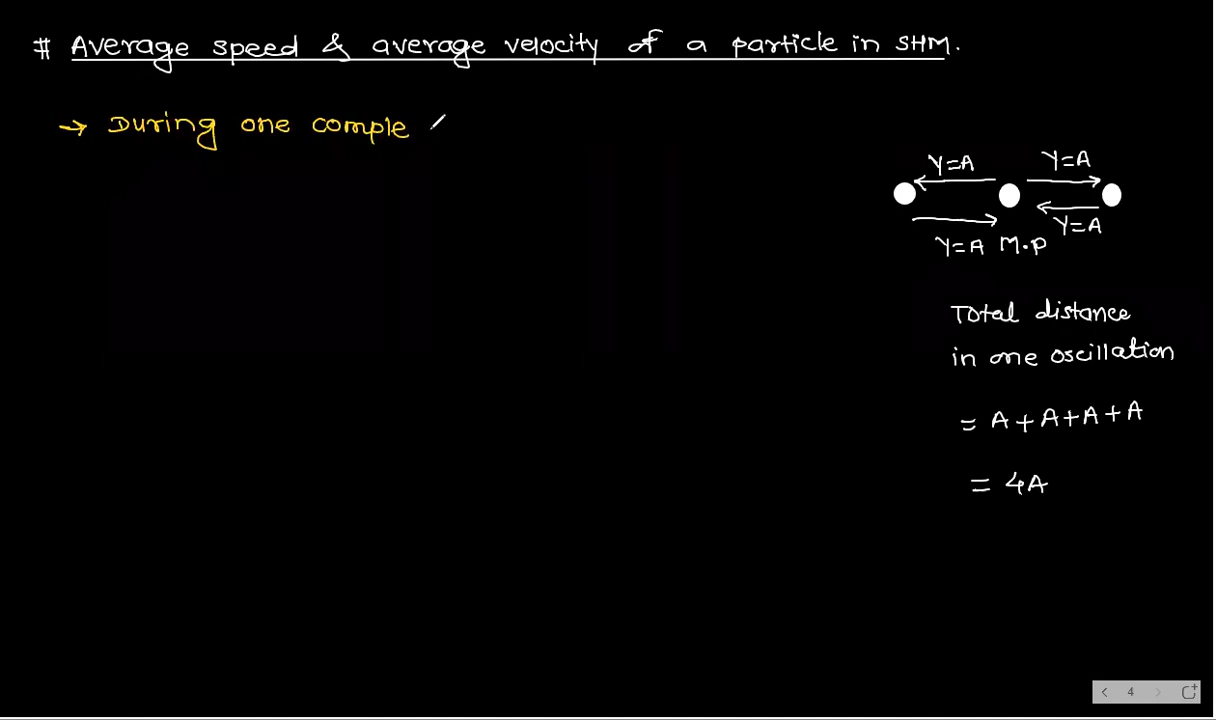 # Average speed & average velocity of a particle in SHM.
→ During one comple
Y=A Y=A
Y=A
Y=A M.P
Total distance
in one oscillation
= A+A+A+A
= 4A
4